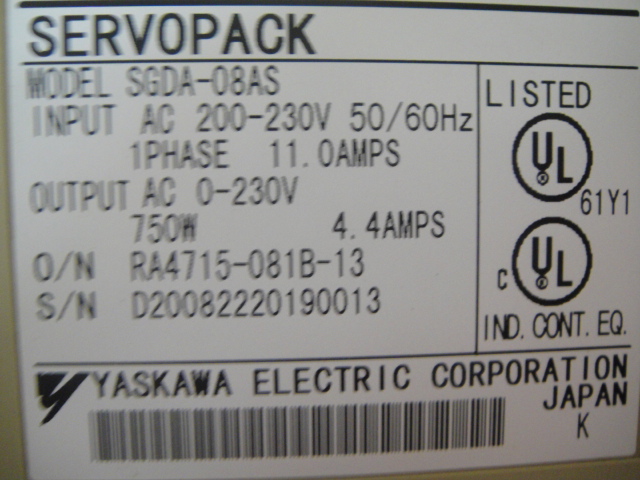 SERVOPACK
MODEL SGDA-08AS
INPUT AC 200-230V 50/60Hz
1PHASE 11.0AMPS
OUTPUT AC 0-230V
750W 4.4AMPS
O/N RA4715-081B-13
S/N D20082220190013
LISTED
UL
61Y1
C UL
IND. CONT. EQ.
YASKAWA ELECTRIC CORPORATION
JAPAN
K